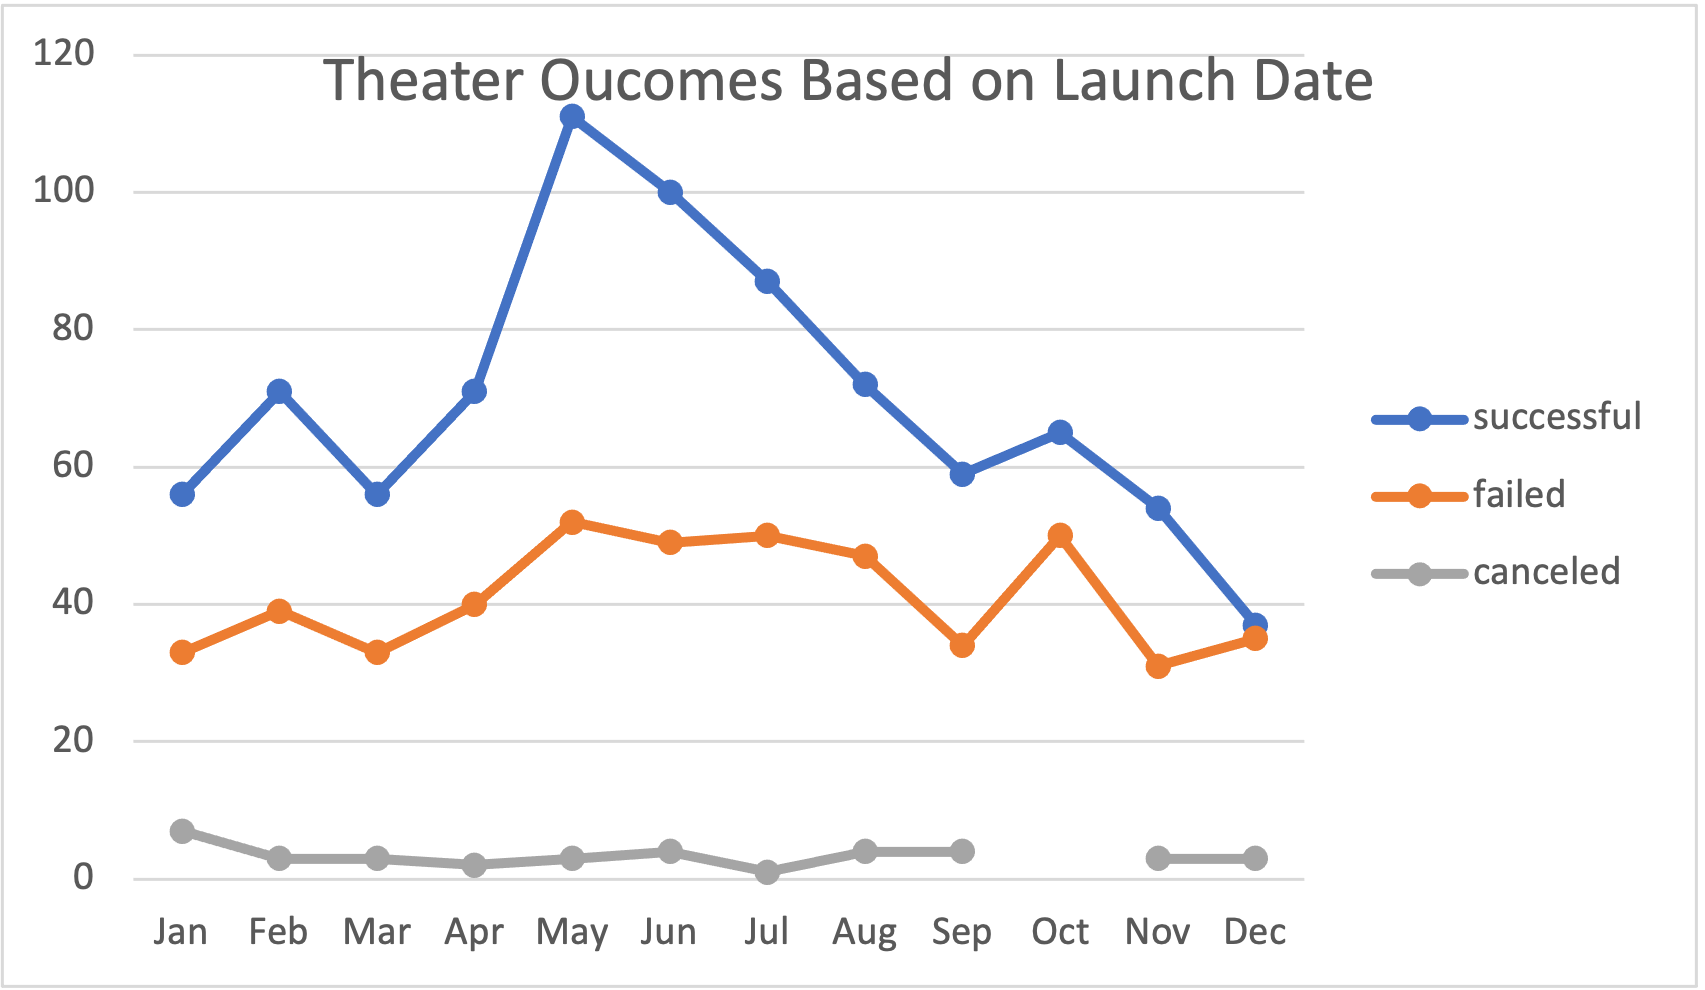 Theater Oucomes Based on Launch Date
120
100
80
60
40
20
0
Jan Feb Mar Apr May Jun Jul Aug Sep Oct Nov Dec
successful
failed
canceled